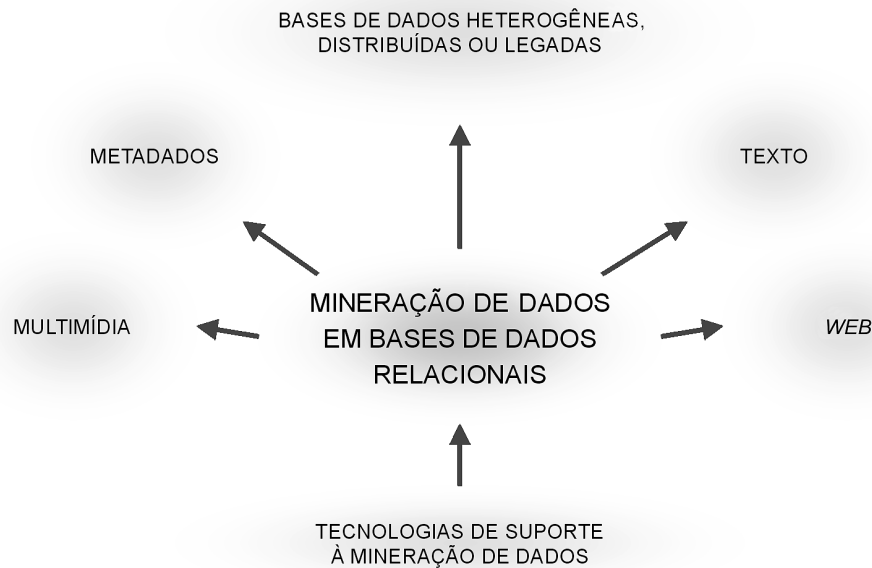 BASES DE DADOS HETEROGÊNEAS,
DISTRIBUÍDAS OU LEGADAS
METADADOS
TEXTO
MULTIMÍDIA
MINERAÇÃO DE DADOS
EM BASES DE DADOS
RELACIONAIS
WEB
TECNOLOGIAS DE SUPORTE
À MINERAÇÃO DE DADOS